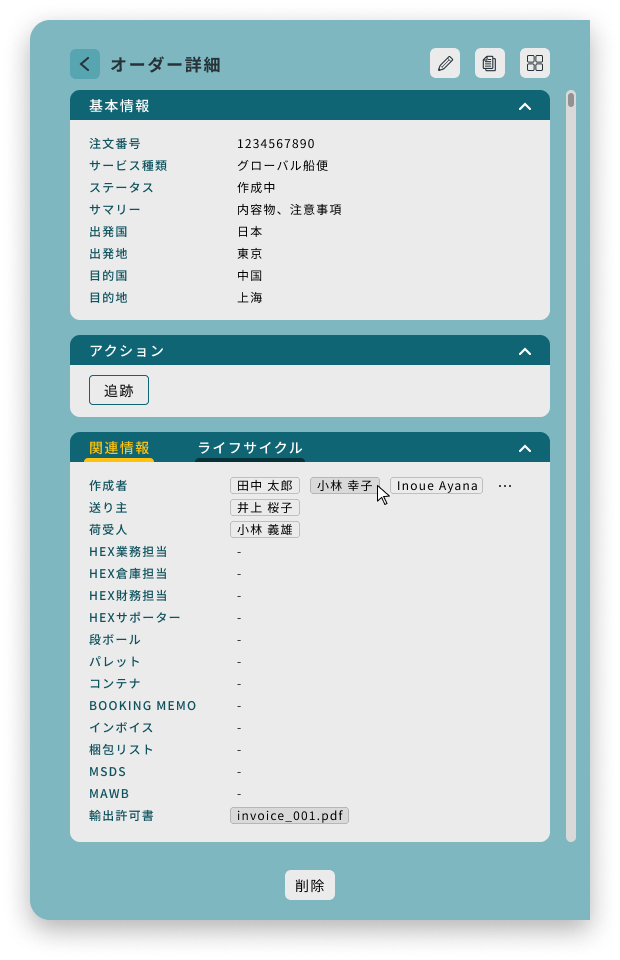 オーダー詳細
基本情報
注文番号 1234567890
サービス種類 グローバル船便
ステータス 作成中
サマリー 内容物、注意事項
出発国 日本
出発地 東京
目的国 中国
目的地 上海
アクション
追跡
関連情報 ライフサイクル
作成者 田中 太郎 小林 幸子 Inoue Ayana …
送り主 井上 桜子
荷受人 小林 義雄
HEX業務担当 -
HEX倉庫担当 -
HEX財務担当 -
HEXサポーター -
段ボール -
パレット -
コンテナ -
BOOKING MEMO -
インボイス -
梱包リスト -
MSDS -
MAWB -
輸出許可書 invoice_001.pdf
削除